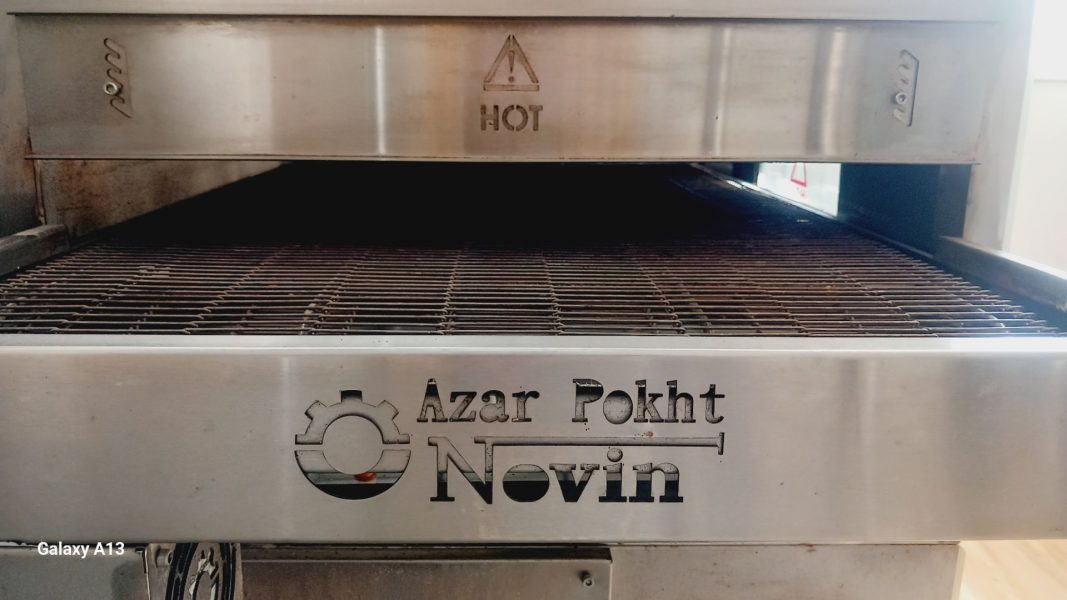 HOT
Azar Pokht
Novin
Galaxy A13